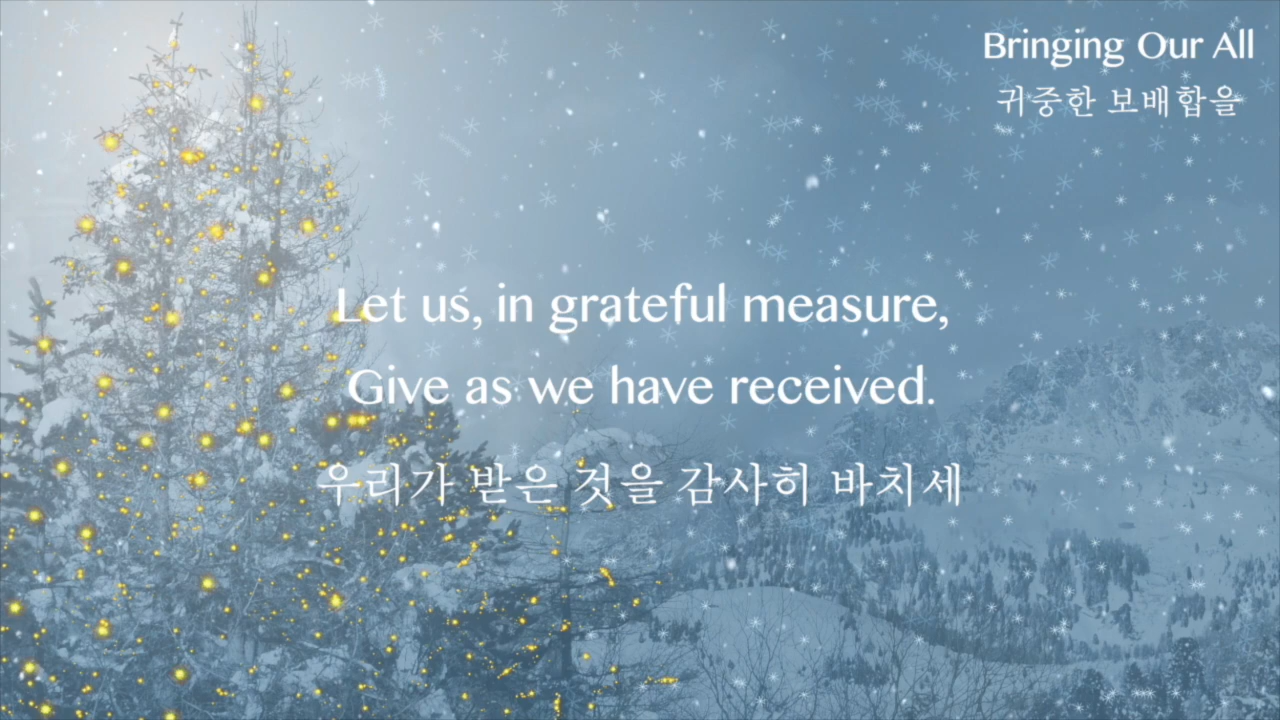 Bringing Our All
귀중한 보배합을
Let us, in grateful measure,
Give as we have received.
우리가 받은 것을 감사히 바치세